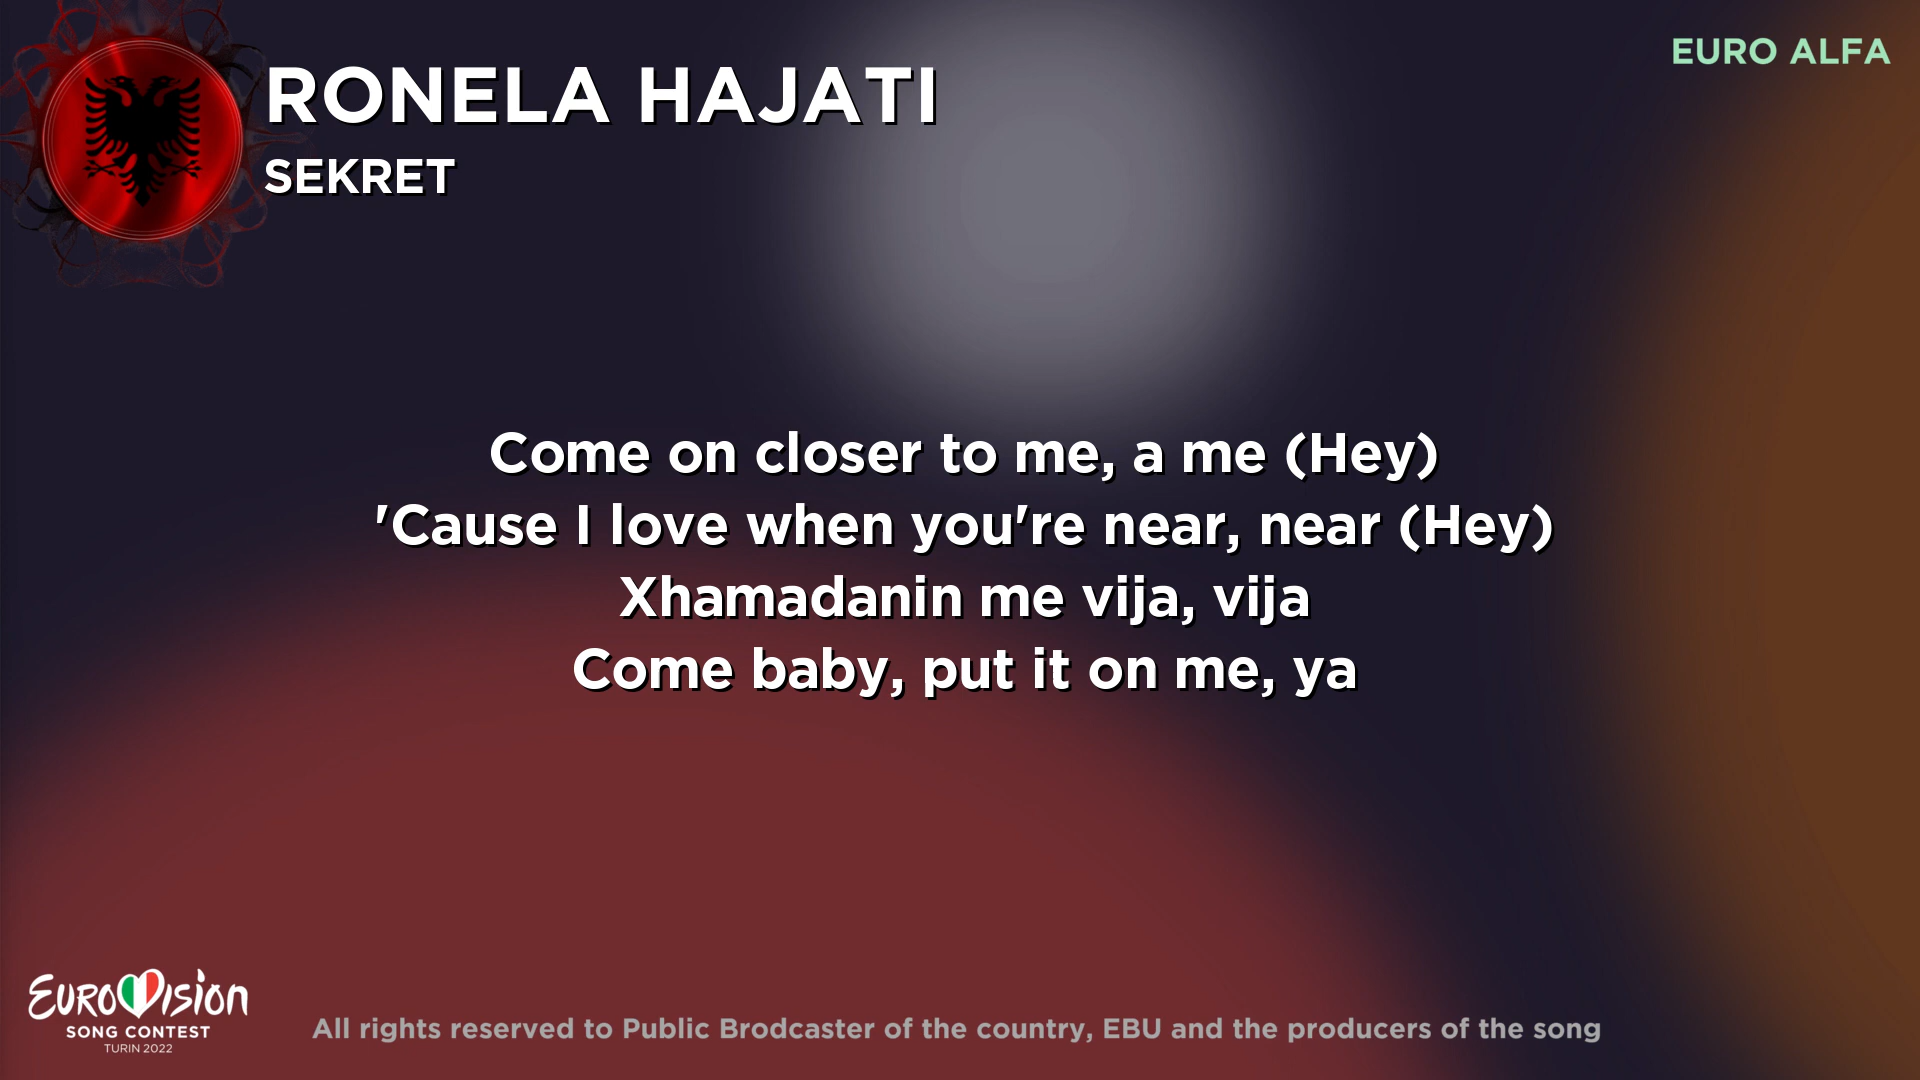 RONELA HAJATI
SEKRET
EURO ALFA
Come on closer to me, a me (Hey)
'Cause I love when you're near, near (Hey)
Xhamadanin me vija, vija
Come baby, put it on me, ya
EUROVISION
SONG CONTEST
TURIN 2022
All rights reserved to Public Brodcaster of the country, EBU and the producers of the song